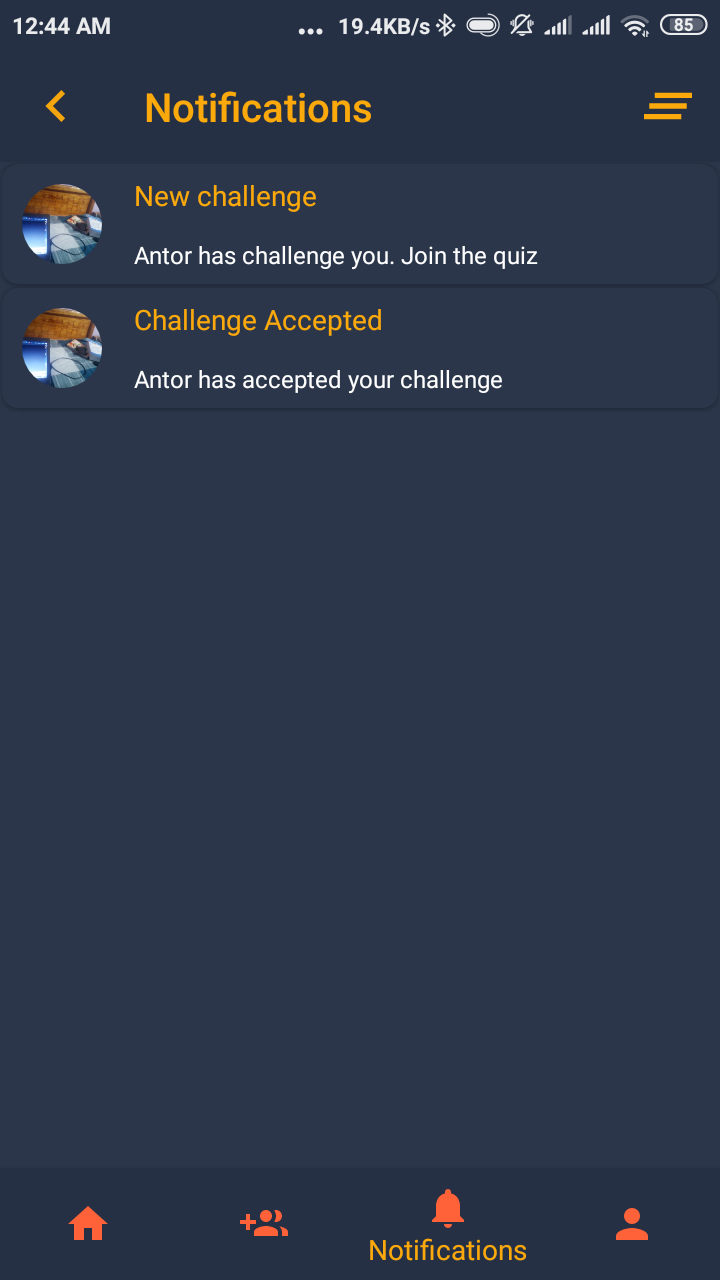 12:44 AM ... 19.4KB/s 85
Notifications
New challenge
Antor has challenge you. Join the quiz
Challenge Accepted
Antor has accepted your challenge
Notifications